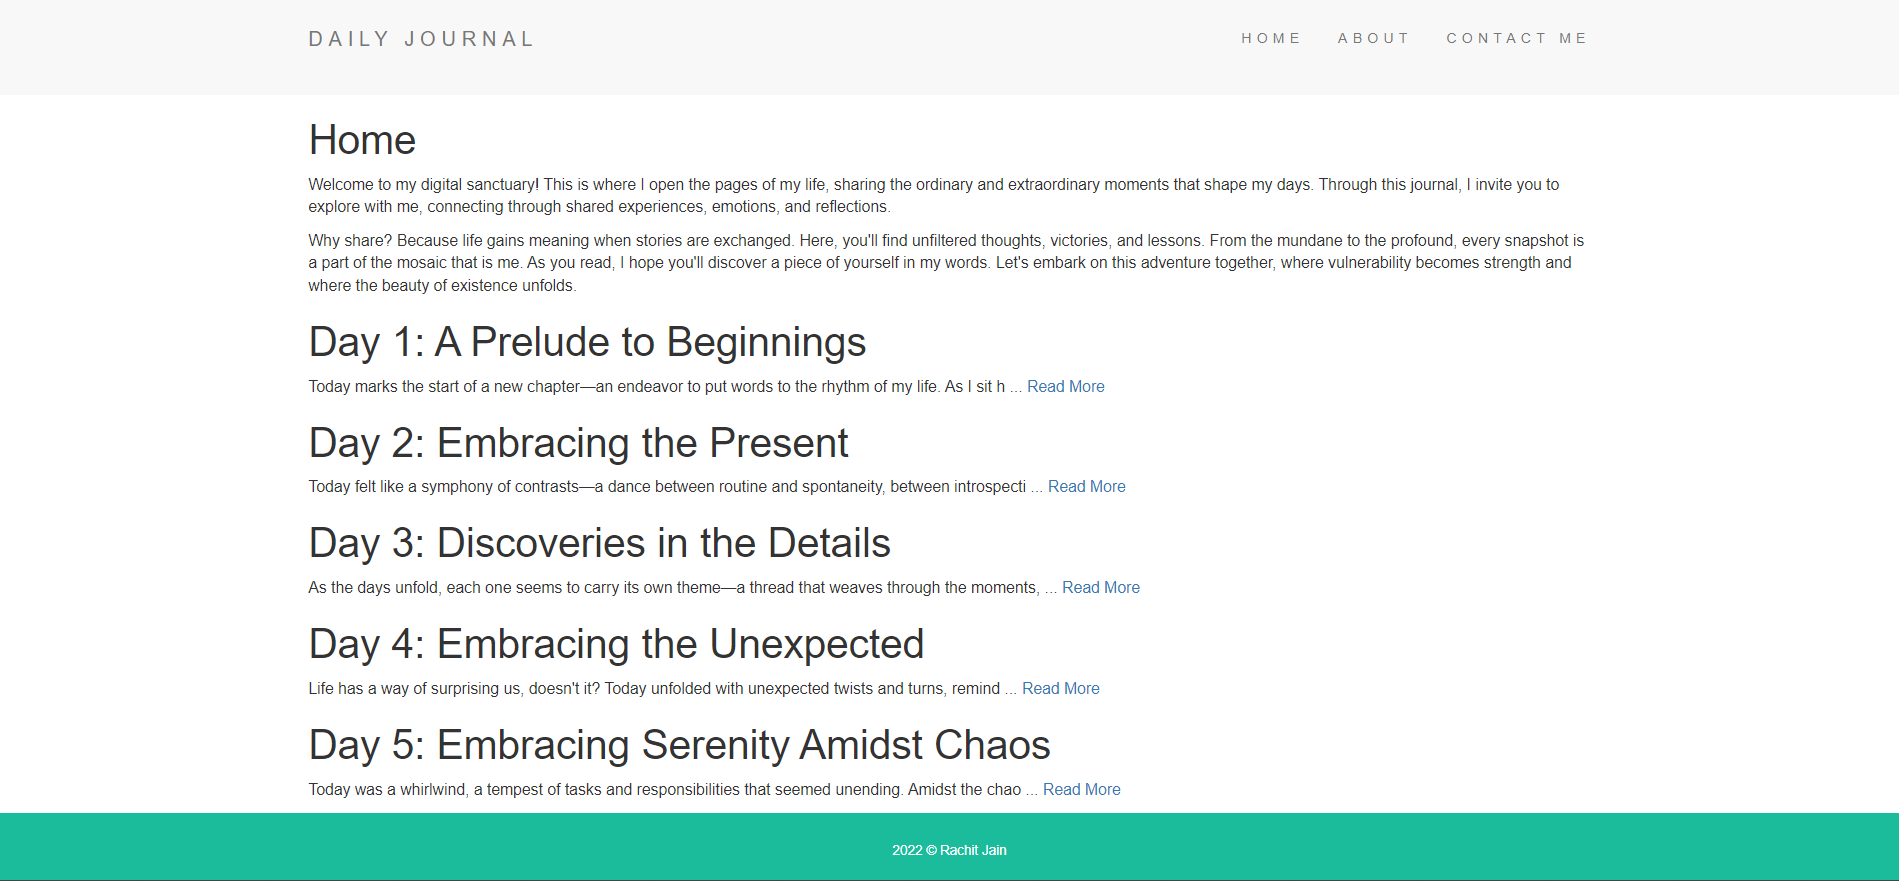 DAILY JOURNAL
HOME ABOUT CONTACT ME
Home
Welcome to my digital sanctuary! This is where I open the pages of my life, sharing the ordinary and extraordinary moments that shape my days. Through this journal, I invite you to
explore with me, connecting through shared experiences, emotions, and reflections.
Why share? Because life gains meaning when stories are exchanged. Here, you'll find unfiltered thoughts, victories, and lessons. From the mundane to the profound, every snapshot is
a part of the mosaic that is me. As you read, I hope you'll discover a piece of yourself in my words. Let's embark on this adventure together, where vulnerability becomes strength and
where the beauty of existence unfolds.
Day 1: A Prelude to Beginnings
Today marks the start of a new chapter—an endeavor to put words to the rhythm of my life. As I sit h ... Read More
Day 2: Embracing the Present
Today felt like a symphony of contrasts—a dance between routine and spontaneity, between introspecti ... Read More
Day 3: Discoveries in the Details
As the days unfold, each one seems to carry its own theme—a thread that weaves through the moments, ... Read More
Day 4: Embracing the Unexpected
Life has a way of surprising us, doesn't it? Today unfolded with unexpected twists and turns, remind ... Read More
Day 5: Embracing Serenity Amidst Chaos
Today was a whirlwind, a tempest of tasks and responsibilities that seemed unending. Amidst the chao ... Read More
2022 © Rachit Jain